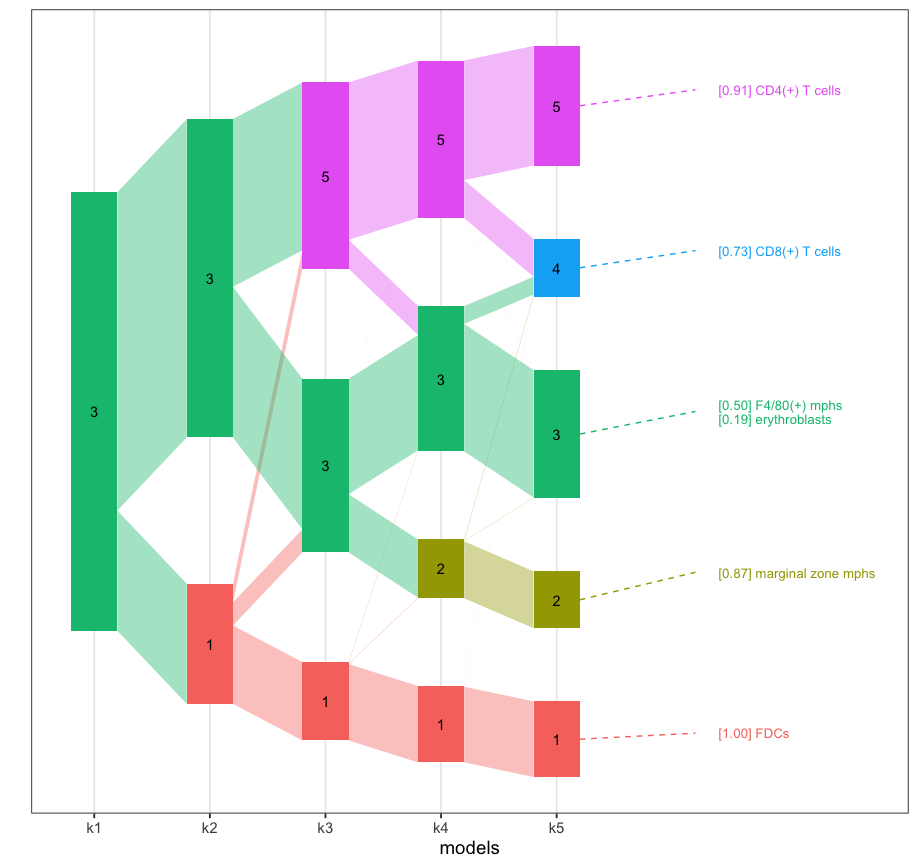 5
[0.91] CD4(+) T cells
5
5
3
4
[0.73] CD8(+) T cells
3
3
3
[0.50] F4/80(+) mphs
[0.19] erythroblasts
3
3
2
[0.87] marginal zone mphs
2
1
1
1
[1.00] FDCs
1
k1 k2 k3 k4 k5
models